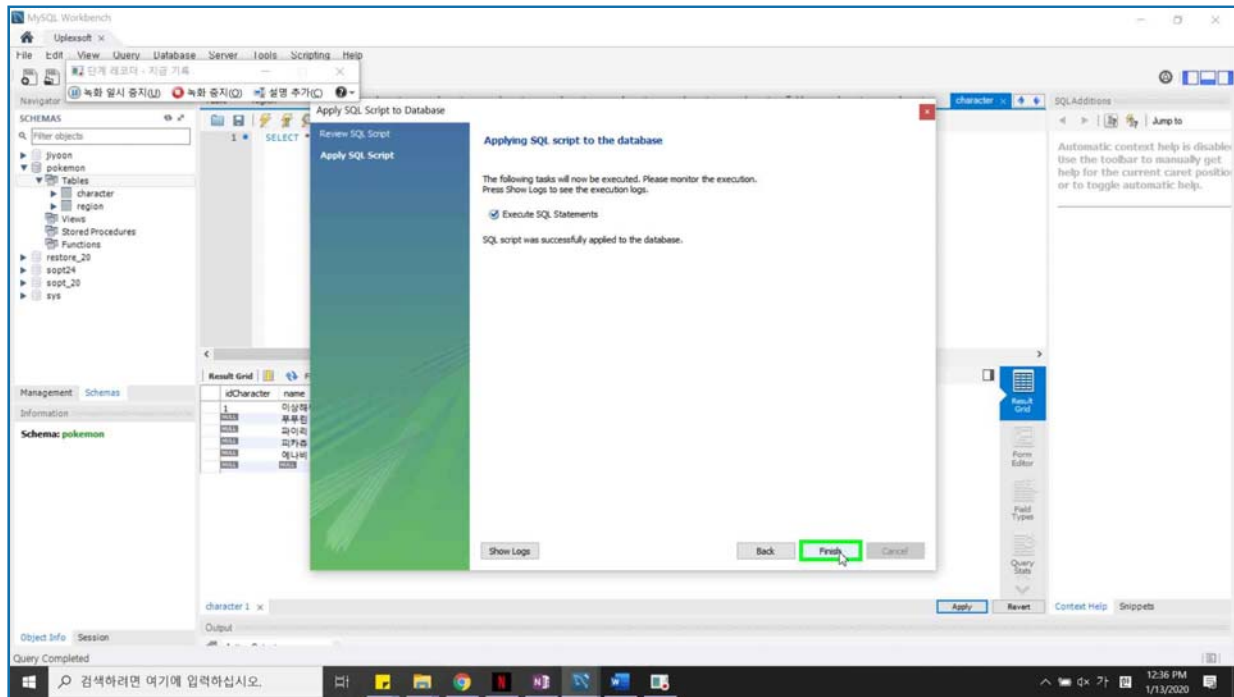 MySQL Workbench
Uplexsoft ×
File Edit View Query Database Server Tools Scripting Help
단계 레코더 - 지금 기록
녹화 일시 중지(U) 녹화 중지(O) 설명 추가(C)
Navigator
character ×
SQLAdditions
SCHEMAS
Filter objects
jiyoon
pokemon
Tables
character
region
Views
Stored Procedures
Functions
restore_20
sopt24
sopt_20
sys
1 SELECT *
Jump to
Automatic context help is disabled
Use the toolbar to manually get
help for the current caret position
or to toggle automatic help.
Apply SQL Script to Database
Review SQL Script
Apply SQL Script
Applying SQL script to the database
The following tasks will now be executed. Please monitor the execution.
Press Show Logs to see the execution logs.
Execute SQL Statements
SQL script was successfully applied to the database.
Show Logs Back Finish Cancel
Management Schemas
Information
Schema: pokemon
Result Grid
idCharacter name
1 이상해
NULL 푸푸린
NULL 파이리
NULL 피카츄
NULL
NULL NULL
Result Grid
Form Editor
Field Types
Query Stats
character 1 ×
Apply Revert
Context Help Snippets
Output
Object Info Session
Query Completed
검색하려면 여기에 입력하십시오.
가
12:36 PM
1/13/2020